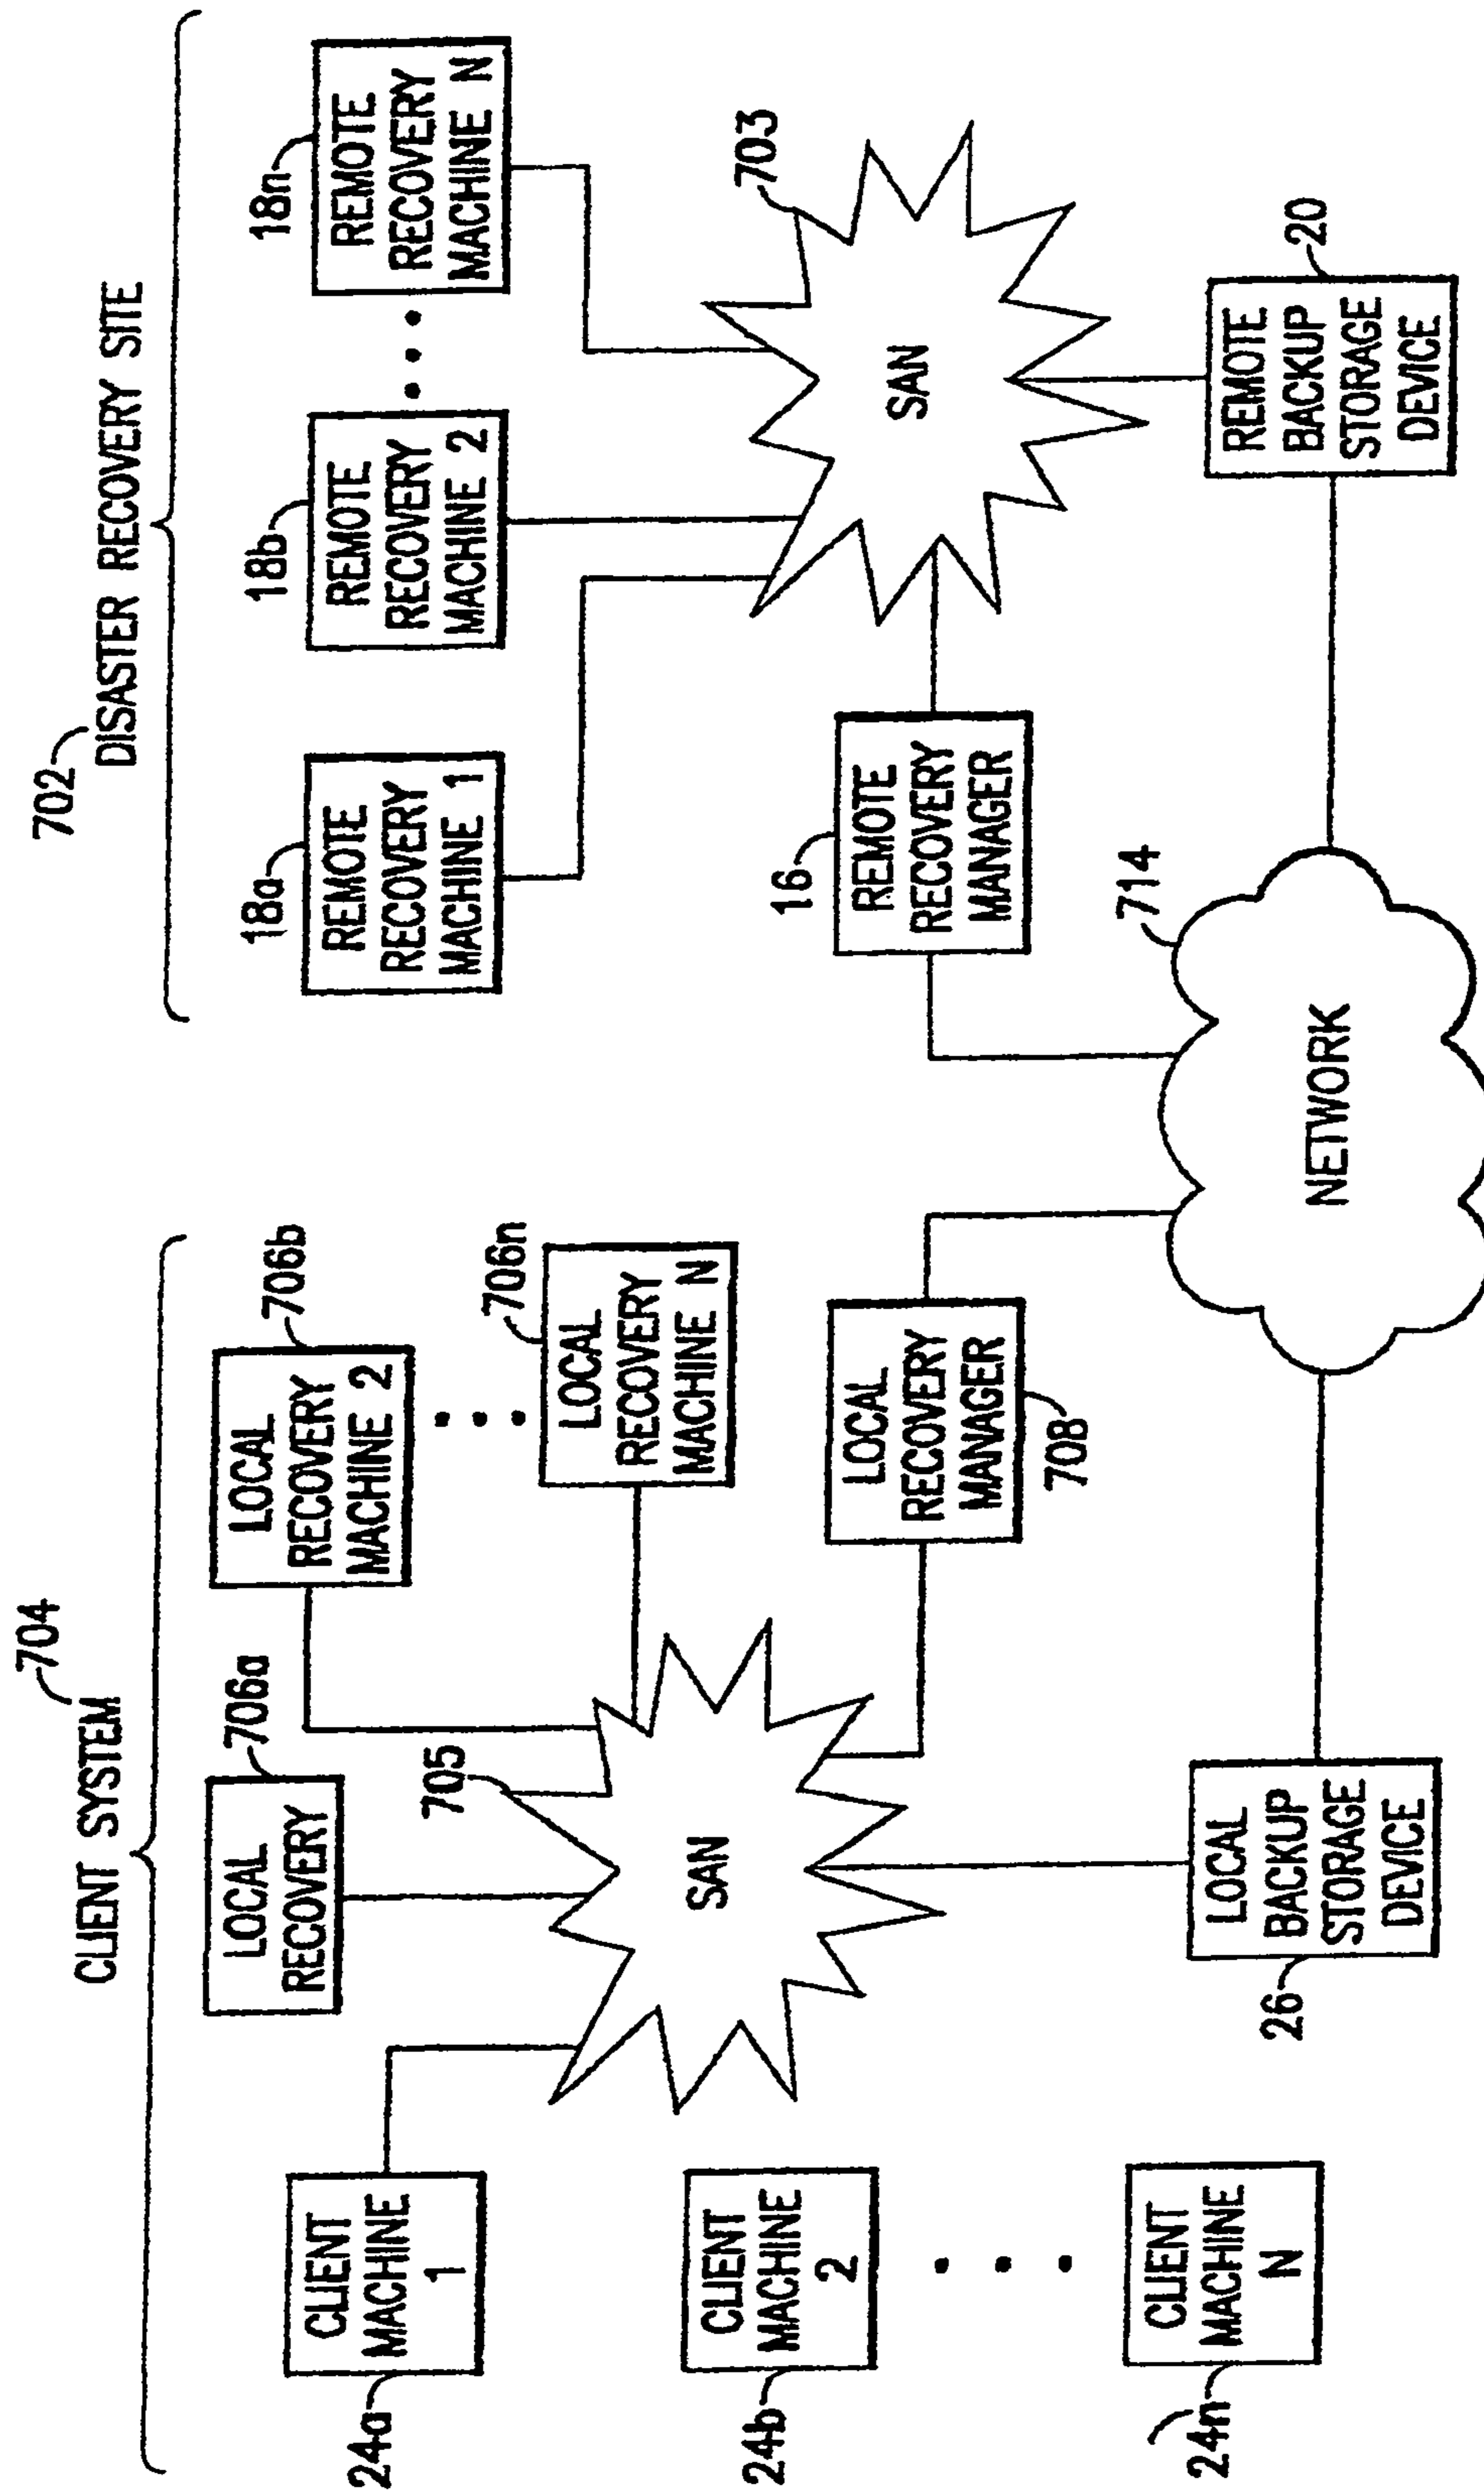 704
CLIENT SYSTEM
702
DISASTER RECOVERY SITE
24a
CLIENT
MACHINE
1
24b
CLIENT
MACHINE
2
24n
CLIENT
MACHINE
N
706a
LOCAL
RECOVERY
706b
LOCAL
RECOVERY
MACHINE 2
706n
LOCAL
RECOVERY
MACHINE N
705
SAN
LOCAL
RECOVERY
MANAGER
708
26
LOCAL
BACKUP
STORAGE
DEVICE
714
NETWORK
18a
REMOTE
RECOVERY
MACHINE 1
18b
REMOTE
RECOVERY
MACHINE 2
18n
REMOTE
RECOVERY
MACHINE N
703
SAN
16
REMOTE
RECOVERY
MANAGER
20
REMOTE
BACKUP
STORAGE
DEVICE